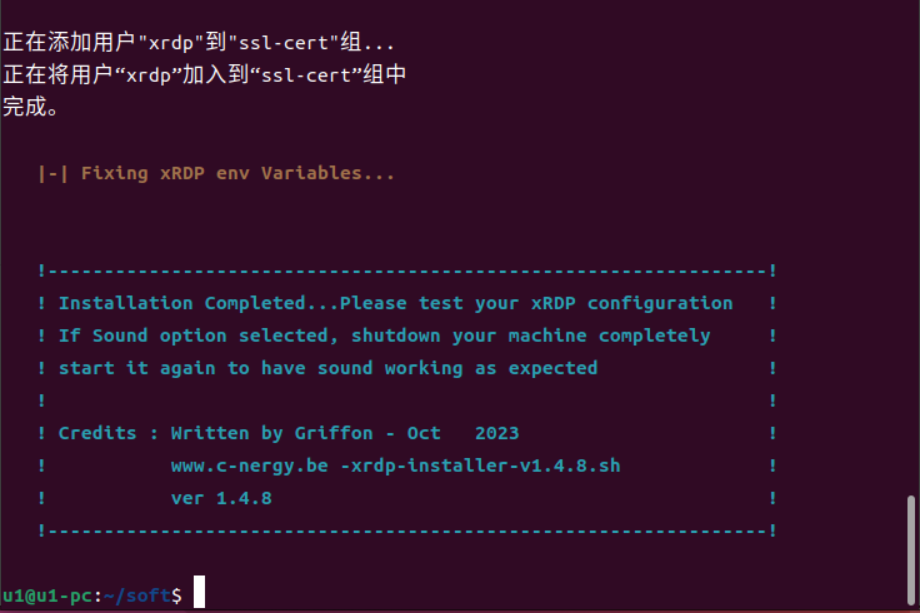 正在添加用户"xrdp"到"ssl-cert"组...
正在将用户“xrdp”加入到“ssl-cert”组中
完成。
|-| Fixing xRDP env Variables...
!----------------------------------------------------------------!
! Installation Completed...Please test your xRDP configuration   !
! If Sound option selected, shutdown your machine completely     !
! start it again to have sound working as expected               !
!                                                                !
! Credits : Written by Griffon - Oct   2023                      !
!           www.c-nergy.be -xrdp-installer-v1.4.8.sh             !
!           ver 1.4.8                                            !
!----------------------------------------------------------------!
u1@u1-pc:~/soft$